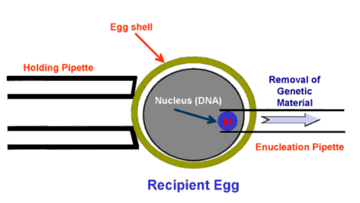 Egg shell
Holding Pipette
Removal of
Genetic
Material
Nucleus (DNA)
Enucleation Pipette
Recipient Egg